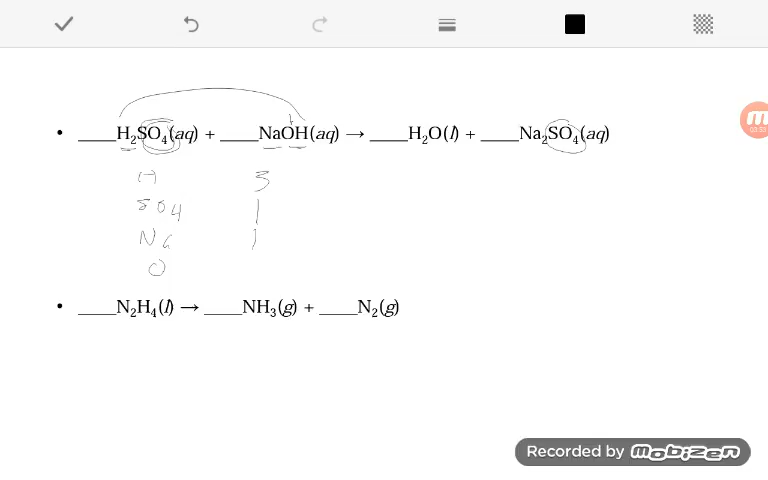 • ____H₂SO₄(aq) + ____NaOH(aq) → ____H₂O(l) + ____Na₂SO₄(aq)
H 3
SO4 1
Na 1
O
• ____N₂H₄(l) → ____NH₃(g) + ____N₂(g)
Recorded by mobizen